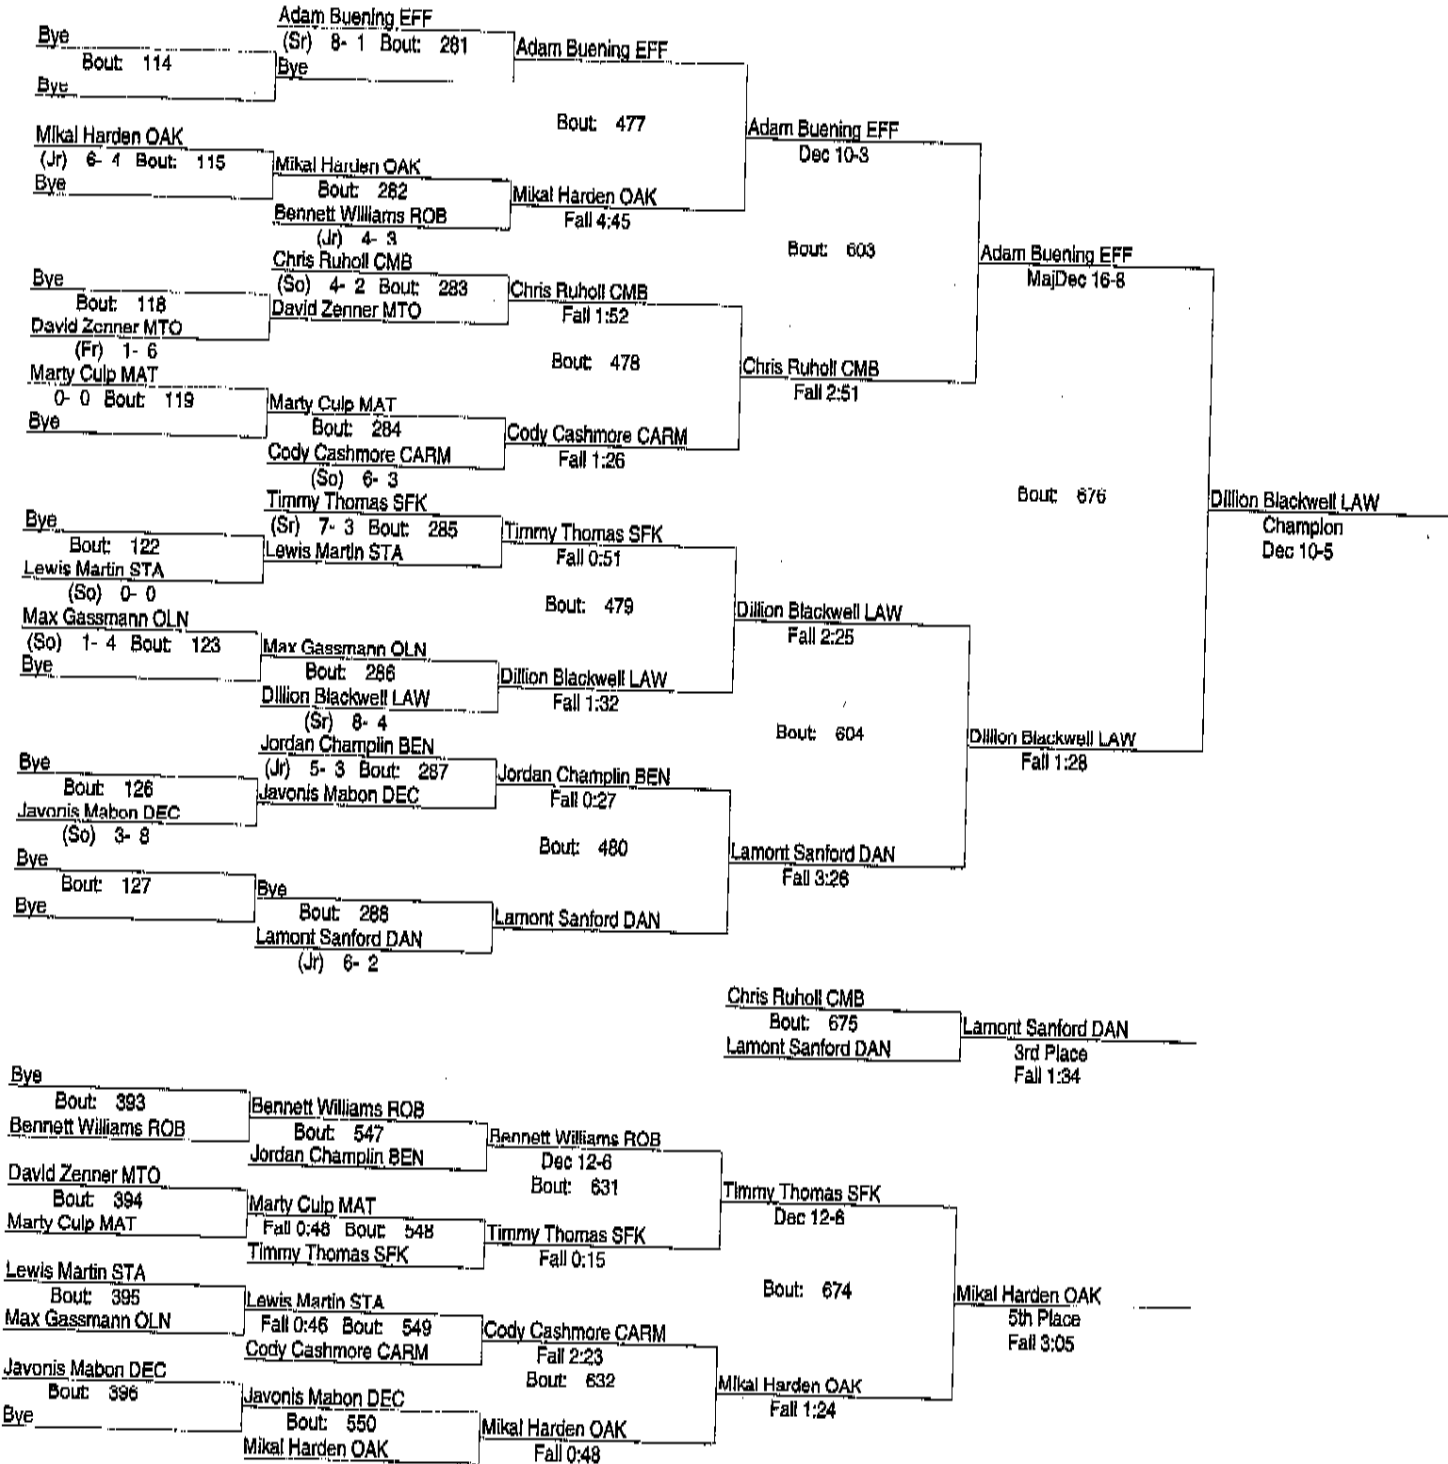 Adam Buening EFF
Bye
(Sr) 8- 1 Bout: 281
Adam Buening EFF
Bout: 114
Bye
Bye
Bout: 477
Mikal Harden OAK
Adam Buening EFF
(Jr) 6- 4 Bout: 115
Dec 10-3
Mikal Harden OAK
Bye
Bout: 282
Mikal Harden OAK
Bennett Williams ROB
Fall 4:45
(Jr) 4- 3
Bout: 603
Adam Buening EFF
Chris Ruholl CMB
MajDec 16-8
Bye
(So) 4- 2 Bout: 283
Chris Ruholl CMB
Bout: 118
David Zenner MTO
Fall 1:52
David Zenner MTO
(Fr) 1- 6
Bout: 478
Marty Culp MAT
Chris Ruholl CMB
0- 0 Bout: 119
Fall 2:51
Marty Culp MAT
Bye
Bout: 284
Cody Cashmore CARM
Cody Cashmore CARM
Fall 1:26
(So) 6- 3
Bout: 676
Dillion Blackwell LAW
Champion
Dec 10-5
Timmy Thomas SFK
Bye
(Sr) 7- 3 Bout: 285
Timmy Thomas SFK
Bout: 122
Lewis Martin STA
Fall 0:51
Lewis Martin STA
(So) 0- 0
Bout: 479
Max Gassmann OLN
Dillion Blackwell LAW
(So) 1- 4 Bout: 123
Fall 2:25
Max Gassmann OLN
Bye
Bout: 286
Dillion Blackwell LAW
Dillion Blackwell LAW
Fall 1:32
(Sr) 8- 4
Bout: 604
Dillion Blackwell LAW
Jordan Champlin BEN
Fall 1:28
Bye
(Jr) 5- 3 Bout: 287
Jordan Champlin BEN
Bout: 126
Javonis Mabon DEC
Fall 0:27
Javonis Mabon DEC
(So) 3- 8
Bout: 480
Bye
Lamont Sanford DAN
Bout: 127
Fall 3:26
Bye
Bye
Bout: 288
Lamont Sanford DAN
Lamont Sanford DAN
(Jr) 6- 2
Chris Ruholl CMB
Bout: 675
Lamont Sanford DAN
Lamont Sanford DAN
3rd Place
Fall 1:34
Bye
Bout: 393
Bennett Williams ROB
Bennett Williams ROB
Bout: 547
Bennett Williams ROB
Jordan Champlin BEN
Dec 12-6
David Zenner MTO
Bout: 631
Bout: 394
Marty Culp MAT
Timmy Thomas SFK
Marty Culp MAT
Fall 0:48 Bout: 548
Dec 12-8
Timmy Thomas SFK
Timmy Thomas SFK
Fall 0:15
Lewis Martin STA
Bout: 395
Bout: 674
Lewis Martin STA
Mikal Harden OAK
Max Gassmann OLN
Fall 0:46 Bout: 549
5th Place
Cody Cashmore CARM
Cody Cashmore CARM
Fall 2:23
Fall 3:05
Javonis Mabon DEC
Bout: 632
Bout: 396
Mikal Harden OAK
Javonis Mabon DEC
Fall 1:24
Bye
Bout: 550
Mikal Harden OAK
Mikal Harden OAK
Fall 0:48